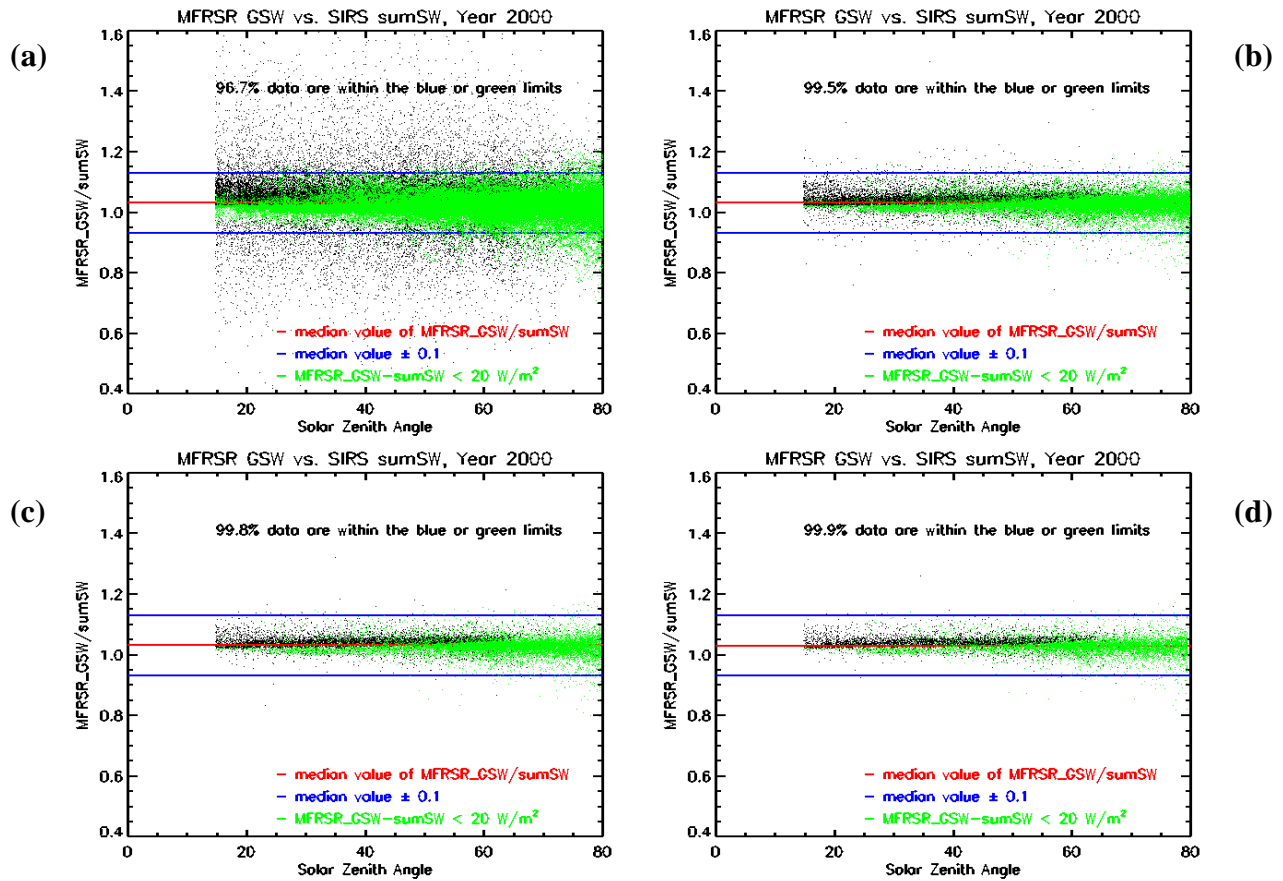 (a)
MFRSR GSW vs. SIRS sumSW, Year 2000
96.7% data are within the blue or green limits
MFRSR_GSW/sumSW
1.6
1.4
1.2
1.0
0.8
0.6
0.4
median value of MFRSR_GSW/sumSW
median value ± 0.1
MFRSR_GSW-sumSW < 20 W/m²
0 20 40 60 80
Solar Zenith Angle
(b)
MFRSR GSW vs. SIRS sumSW, Year 2000
99.5% data are within the blue or green limits
MFRSR_GSW/sumSW
1.6
1.4
1.2
1.0
0.8
0.6
0.4
median value of MFRSR_GSW/sumSW
median value ± 0.1
MFRSR_GSW-sumSW < 20 W/m²
0 20 40 60 80
Solar Zenith Angle
(c)
MFRSR GSW vs. SIRS sumSW, Year 2000
99.8% data are within the blue or green limits
MFRSR_GSW/sumSW
1.6
1.4
1.2
1.0
0.8
0.6
0.4
median value of MFRSR_GSW/sumSW
median value ± 0.1
MFRSR_GSW-sumSW < 20 W/m²
0 20 40 60 80
Solar Zenith Angle
(d)
MFRSR GSW vs. SIRS sumSW, Year 2000
99.9% data are within the blue or green limits
MFRSR_GSW/sumSW
1.6
1.4
1.2
1.0
0.8
0.6
0.4
median value of MFRSR_GSW/sumSW
median value ± 0.1
MFRSR_GSW-sumSW < 20 W/m²
0 20 40 60 80
Solar Zenith Angle